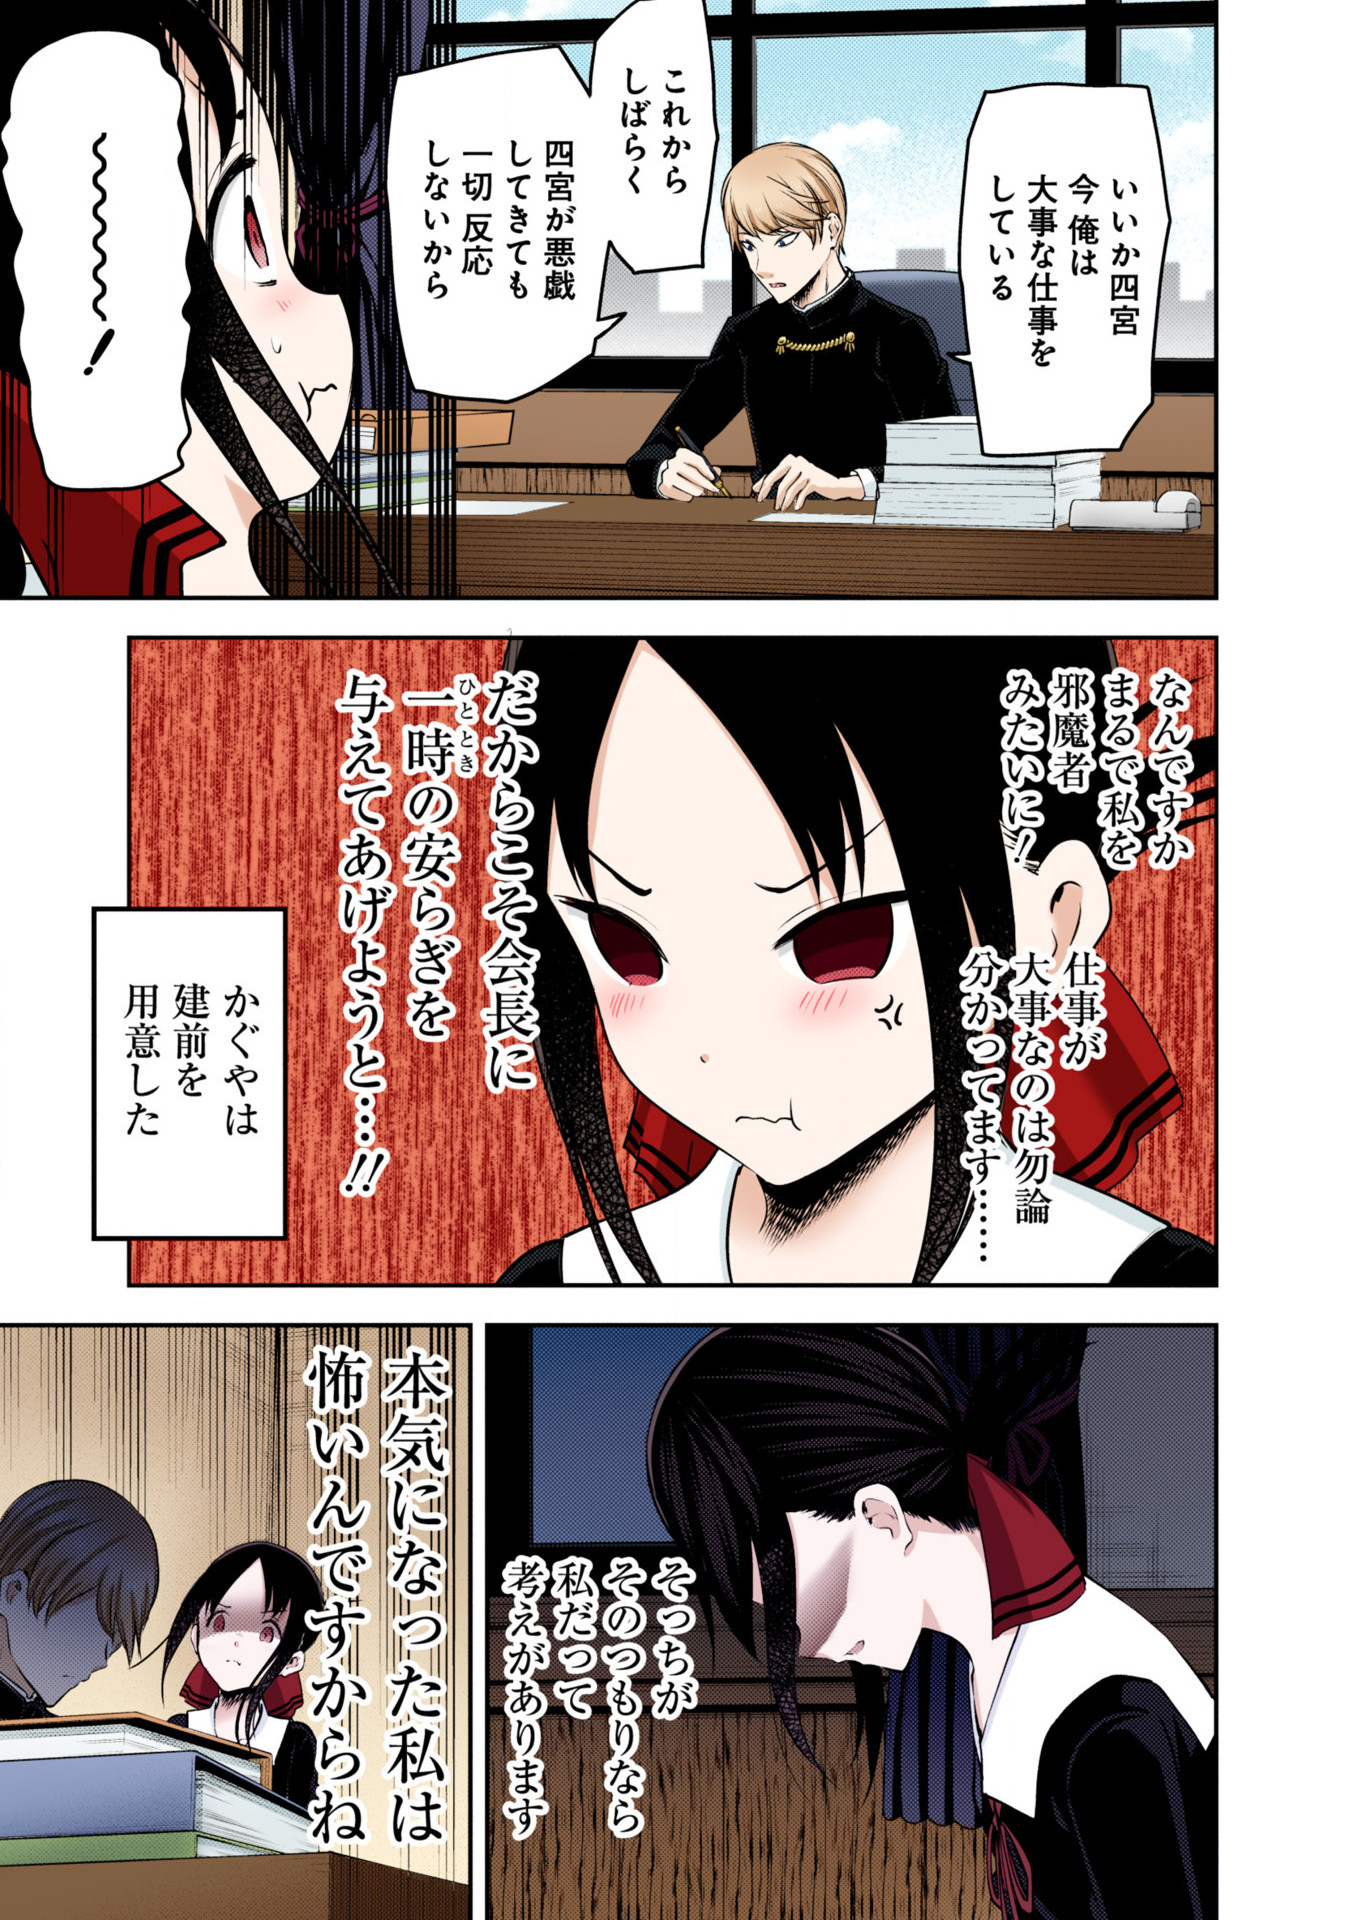 いいか四宮
今 俺は
大事な仕事を
している
これから
しばらく
四宮が悪戯
してきても
一切 反応
しないから
〜〜〜〜〜！
なんですか
まるで私を
邪魔者
みたいに！
仕事が
大事なのは勿論
分かってます……
だからこそ会長に
一時の安らぎを
ひととき
与えてあげようと…!!
かぐやは
建前を
用意した
そっちが
そのつもりなら
私だって
考えがあります
本気になった私は
怖いんですからね